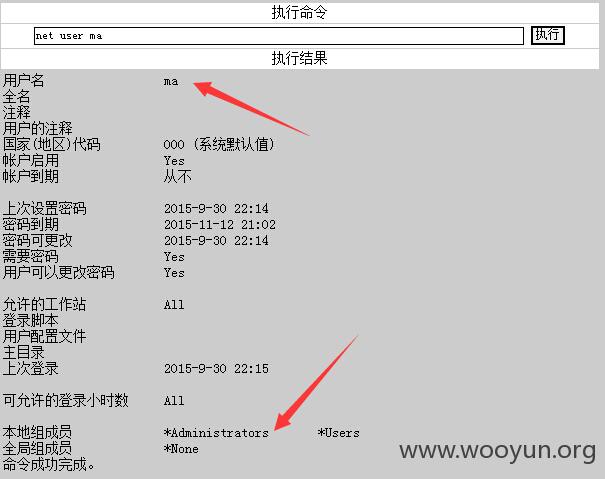 执行命令
net user ma 执行
执行结果
用户名 ma
全名
注释
用户的注释
国家(地区)代码 000 (系统默认值)
帐户启用 Yes
帐户到期 从不
上次设置密码 2015-9-30 22:14
密码到期 2015-11-12 21:02
密码可更改 2015-9-30 22:14
需要密码 Yes
用户可以更改密码 Yes
允许的工作站 All
登录脚本
用户配置文件
主目录
上次登录 2015-9-30 22:15
可允许的登录小时数 All
本地组成员 *Administrators *Users
全局组成员 *None
命令成功完成。
www.wooyun.org